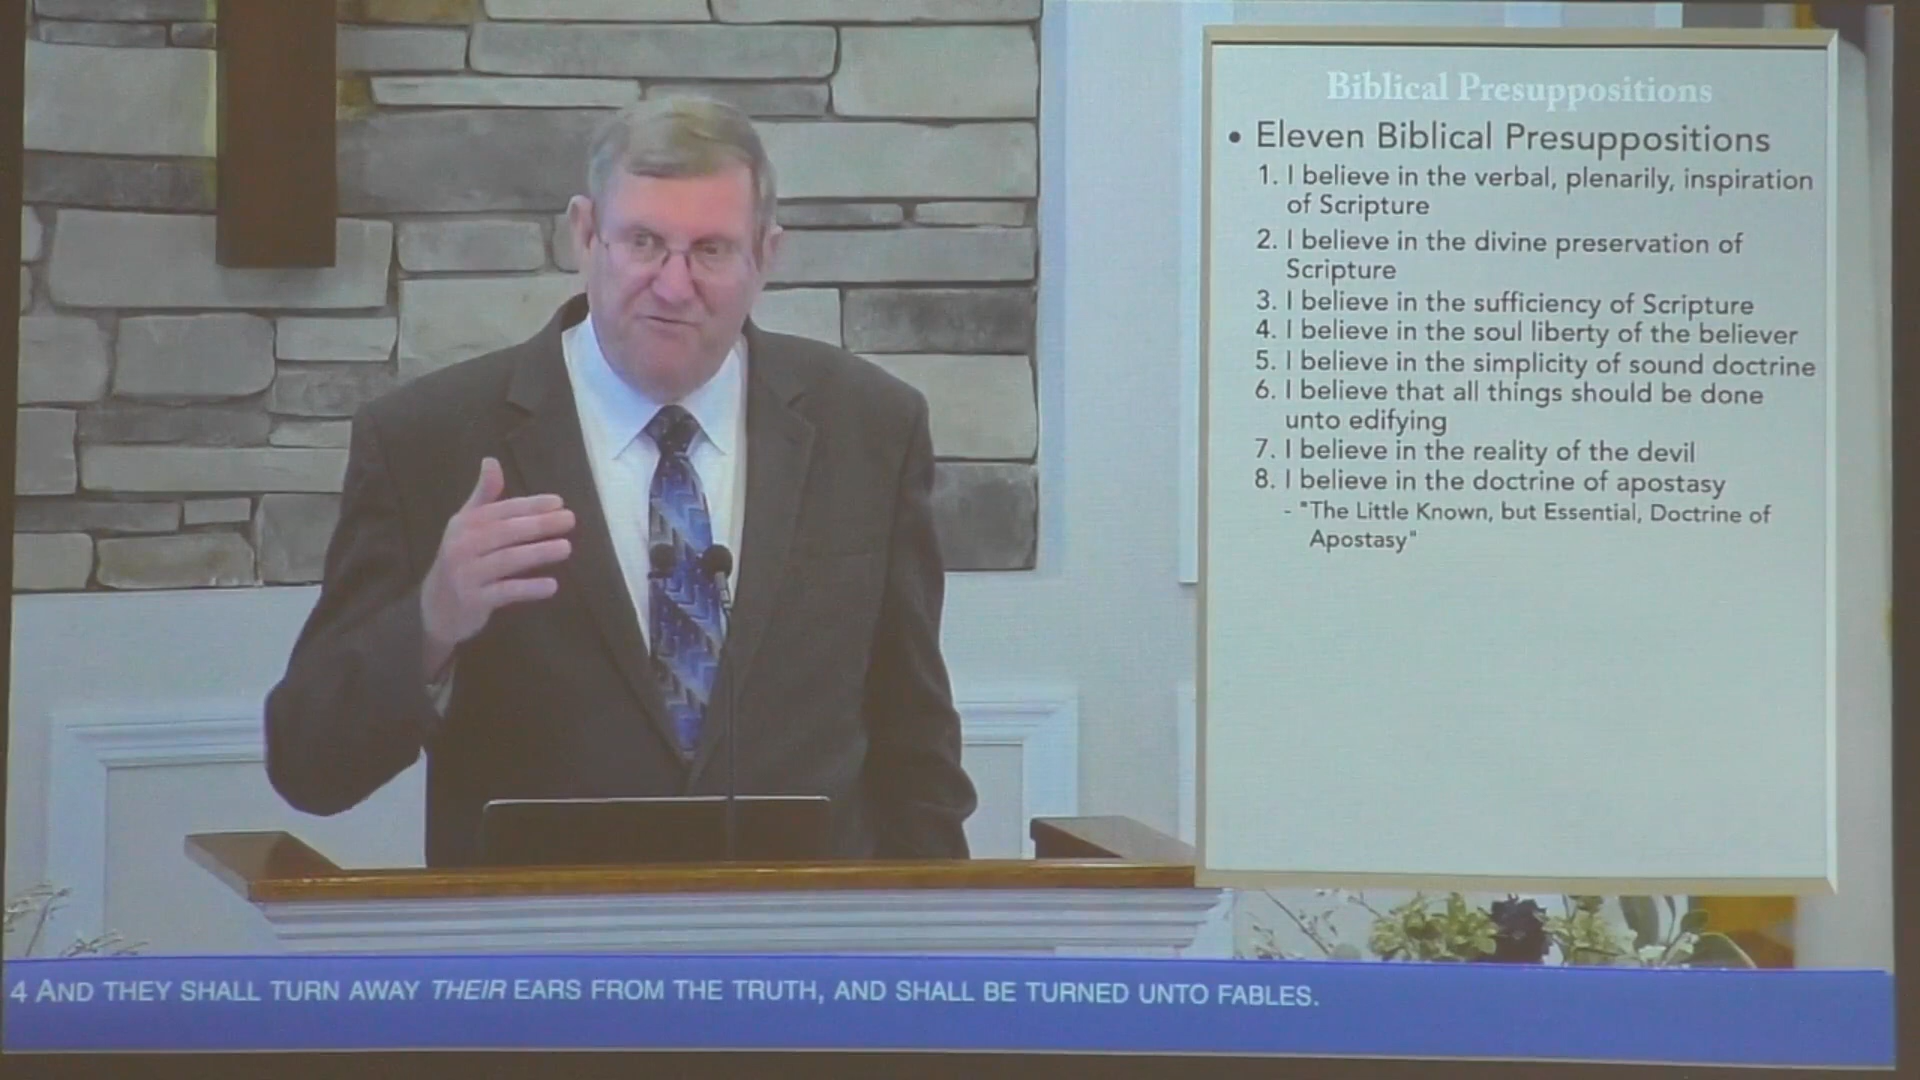 Biblical Presuppositions
• Eleven Biblical Presuppositions
1. I believe in the verbal, plenarily, inspiration
of Scripture
2. I believe in the divine preservation of
Scripture
3. I believe in the sufficiency of Scripture
4. I believe in the soul liberty of the believer
5. I believe in the simplicity of sound doctrine
6. I believe that all things should be done
unto edifying
7. I believe in the reality of the devil
8. I believe in the doctrine of apostasy
- "The Little Known, but Essential, Doctrine of
Apostasy"
4 AND THEY SHALL TURN AWAY THEIR EARS FROM THE TRUTH, AND SHALL BE TURNED UNTO FABLES.